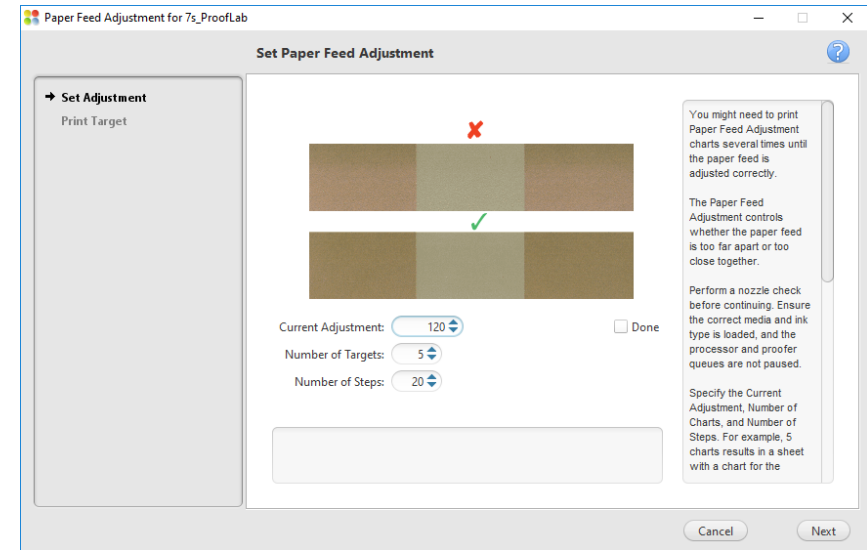 Paper Feed Adjustment for 7s_ProofLab
Set Paper Feed Adjustment
Set Adjustment
Print Target
Current Adjustment: 120
Done
Number of Targets: 5
Number of Steps: 20
You might need to print
Paper Feed Adjustment
charts several times until
the paper feed is
adjusted correctly.
The Paper Feed
Adjustment controls
whether the paper feed
is too far apart or too
close together.
Perform a nozzle check
before continuing. Ensure
the correct media and ink
type is loaded, and the
processor and proofer
queues are not paused.
Specify the Current
Adjustment, Number of
Charts, and Number of
Steps. For example, 5
charts results in a sheet
with a chart for the
Cancel
Next